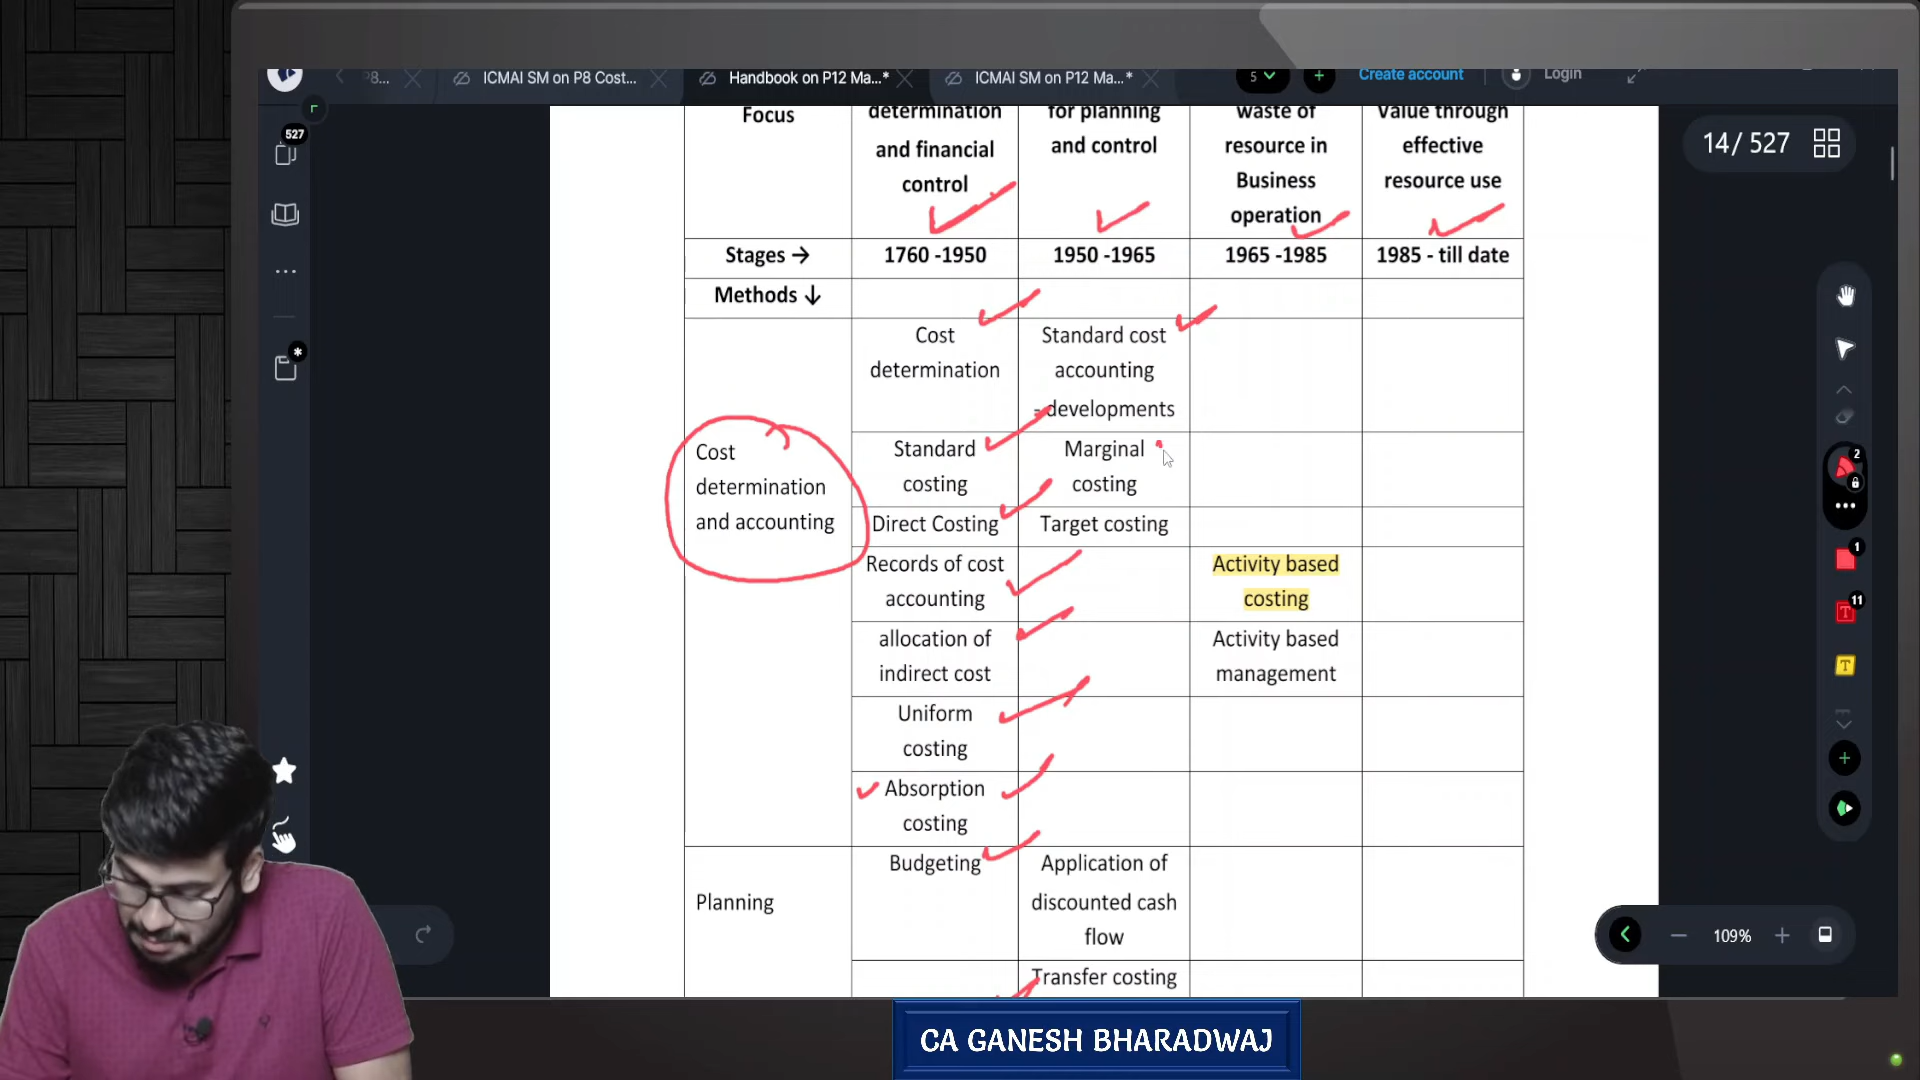 P8...
ICMAI SM on P8 Cost...
Handbook on P12 Ma...*
ICMAI SM on P12 Ma...*
5
Create account
Login
527
14/ 527
Focus
determination
and financial
control
for planning
and control
waste of
resource in
Business
operation
Value through
effective
resource use
Stages →
1760 -1950
1950 -1965
1965 -1985
1985 - till date
Methods ↓
Cost
determination
and accounting
Cost
determination
Standard cost
accounting
- developments
Standard
costing
Marginal
costing
Direct Costing
Target costing
Records of cost
accounting
Activity based
costing
allocation of
indirect cost
Activity based
management
Uniform
costing
Absorption
costing
Planning
Budgeting
Application of
discounted cash
flow
Transfer costing
2
1
11
T
T
109%
CA GANESH BHARADWAJ